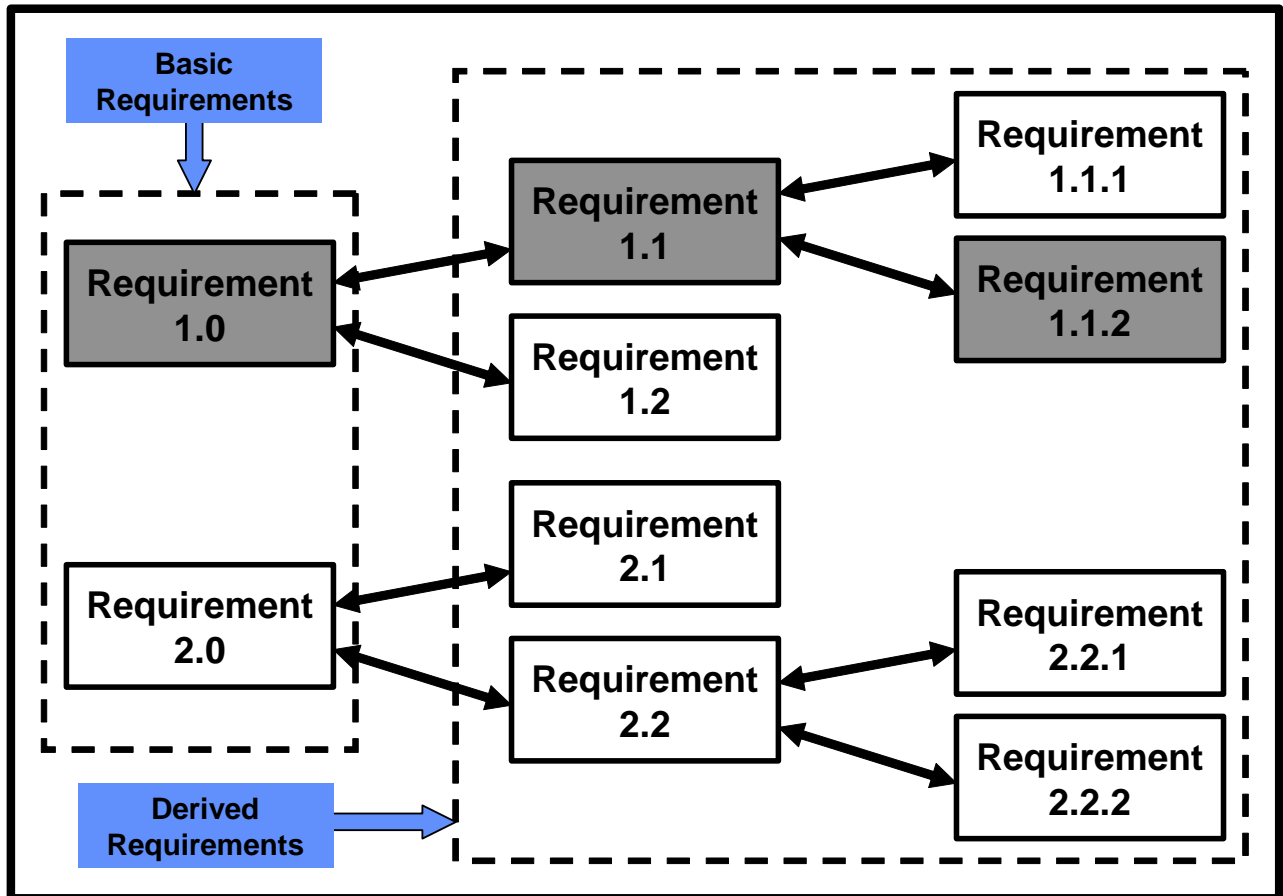 Basic
Requirements
Requirement
1.0
Requirement
2.0
Requirement
1.1
Requirement
1.2
Requirement
2.1
Requirement
2.2
Requirement
1.1.1
Requirement
1.1.2
Requirement
2.2.1
Requirement
2.2.2
Derived
Requirements